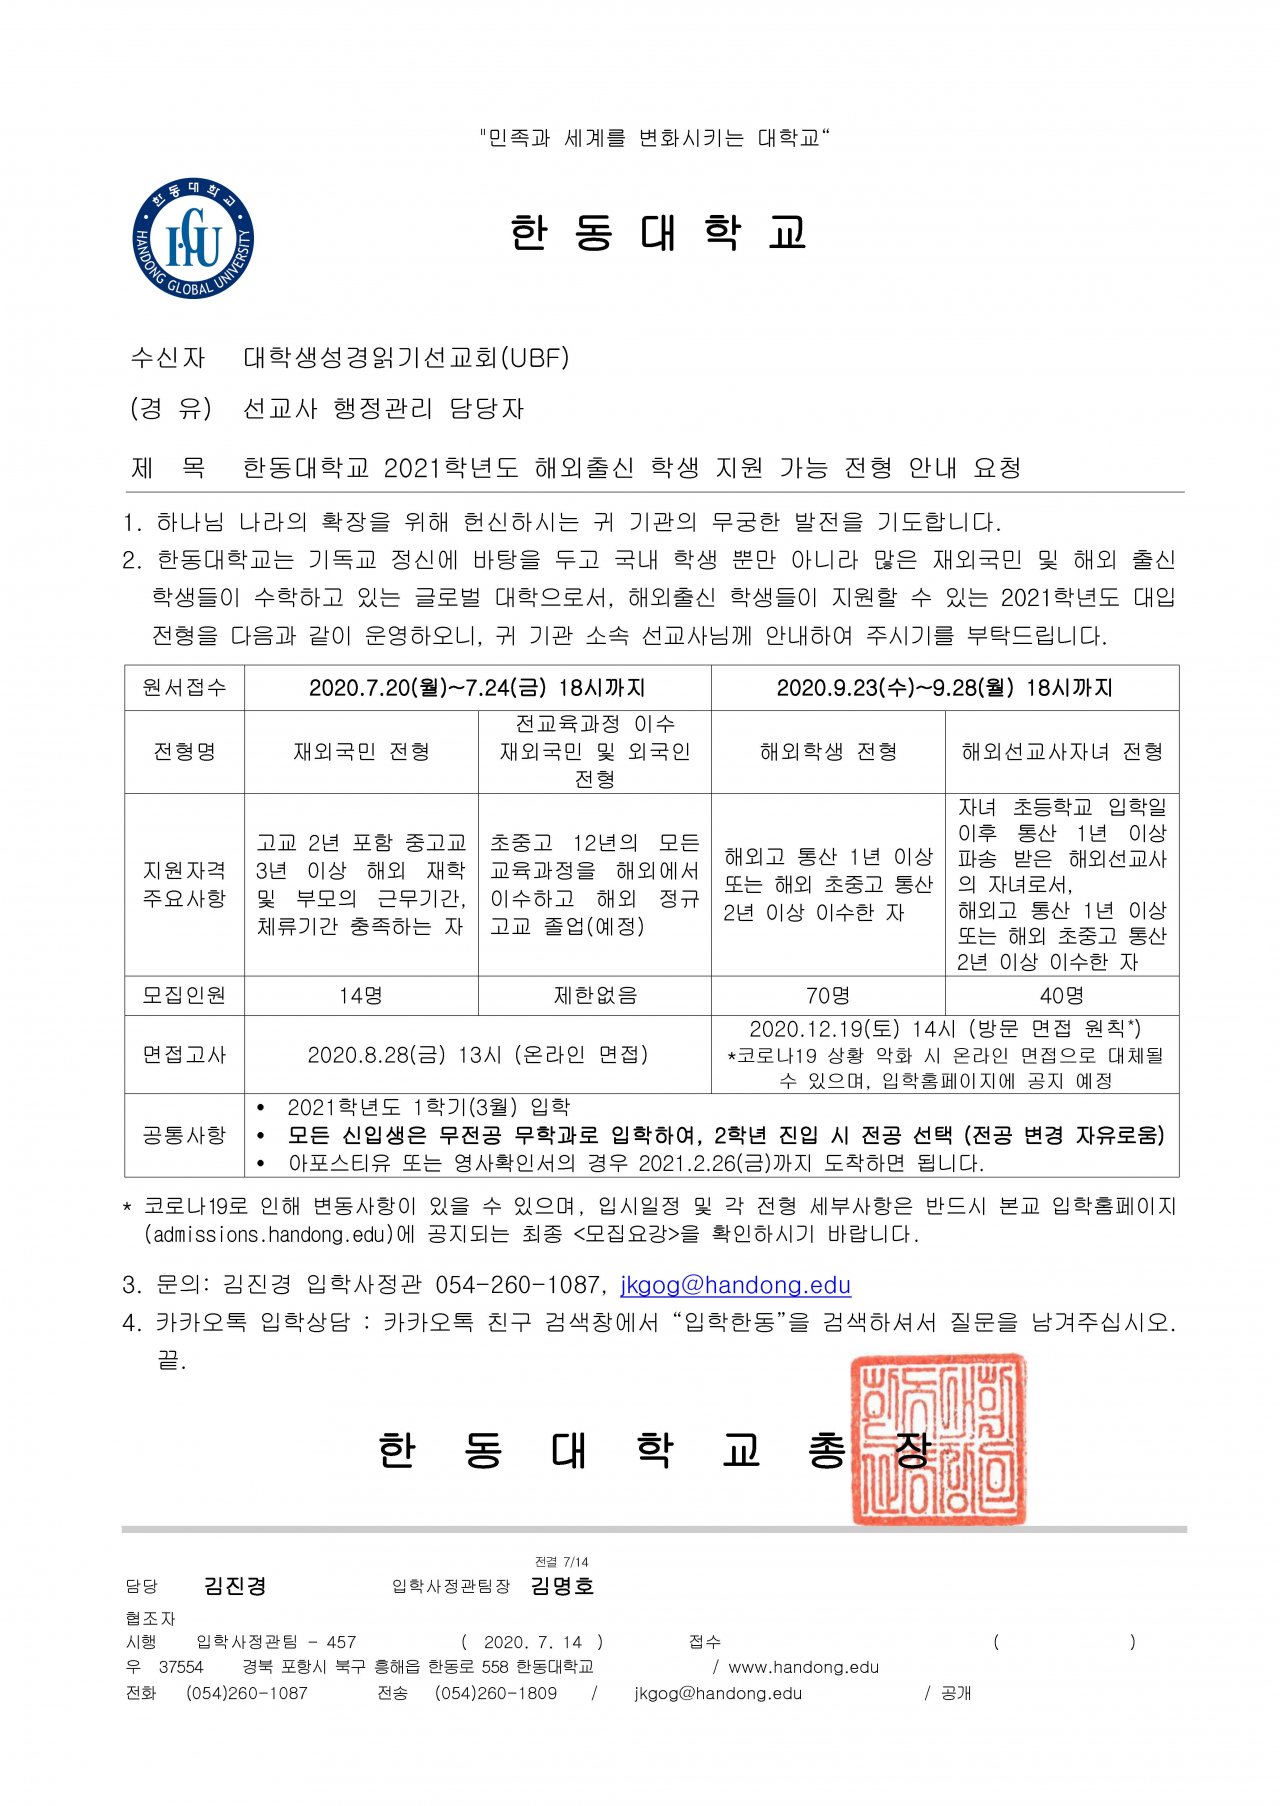 "민족과 세계를 변화시키는 대학교“
한동대학교
HANDONG GLOBAL UNIVERSITY
HGU
한 동 대 학 교
수신자 대학생성경읽기선교회(UBF)
(경 유) 선교사 행정관리 담당자
제 목 한동대학교 2021학년도 해외출신 학생 지원 가능 전형 안내 요청
1. 하나님 나라의 확장을 위해 헌신하시는 귀 기관의 무궁한 발전을 기도합니다.
2. 한동대학교는 기독교 정신에 바탕을 두고 국내 학생 뿐만 아니라 많은 재외국민 및 해외 출신
학생들이 수학하고 있는 글로벌 대학으로서, 해외출신 학생들이 지원할 수 있는 2021학년도 대입
전형을 다음과 같이 운영하오니, 귀 기관 소속 선교사님께 안내하여 주시기를 부탁드립니다.
원서접수 2020.7.20(월)~7.24(금) 18시까지 2020.9.23(수)~9.28(월) 18시까지
전형명
재외국민 전형
전교육과정 이수
재외국민 및 외국인
전형
해외학생 전형
해외선교사자녀 전형
지원자격
주요사항
고교 2년 포함 중고교
3년 이상 해외 재학
및 부모의 근무기간,
체류기간 충족하는 자
초중고 12년의 모든
교육과정을 해외에서
이수하고 해외 정규
고교 졸업(예정)
해외고 통산 1년 이상
또는 해외 초중고 통산
2년 이상 이수한 자
자녀 초등학교 입학일
이후 통산 1년 이상
파송 받은 해외선교사
의 자녀로서,
해외고 통산 1년 이상
또는 해외 초중고 통산
2년 이상 이수한 자
모집인원 14명 제한없음 70명 40명
면접고사
2020.8.28(금) 13시 (온라인 면접)
2020.12.19(토) 14시 (방문 면접 원칙*)
*코로나19 상황 악화 시 온라인 면접으로 대체될
수 있으며, 입학홈페이지에 공지 예정
공통사항
• 2021학년도 1학기(3월) 입학
• 모든 신입생은 무전공 무학과로 입학하여, 2학년 진입 시 전공 선택 (전공 변경 자유로움)
• 아포스티유 또는 영사확인서의 경우 2021.2.26(금)까지 도착하면 됩니다.
* 코로나19로 인해 변동사항이 있을 수 있으며, 입시일정 및 각 전형 세부사항은 반드시 본교 입학홈페이지
(admissions.handong.edu)에 공지되는 최종 <모집요강>을 확인하시기 바랍니다.
3. 문의: 김진경 입학사정관 054-260-1087, jkgog@handong.edu
4. 카카오톡 입학상담 : 카카오톡 친구 검색창에서 “입학한동”을 검색하셔서 질문을 남겨주십시오.
끝.
한 동 대 학 교 총 장
전결 7/14
담당 김진경 입학사정관팀장 김명호
협조자
시행 입학사정관팀 - 457 ( 2020. 7. 14 ) 접수 ( )
우 37554 경북 포항시 북구 흥해읍 한동로 558 한동대학교 / www.handong.edu
전화 (054)260-1087 전송 (054)260-1809 / jkgog@handong.edu / 공개